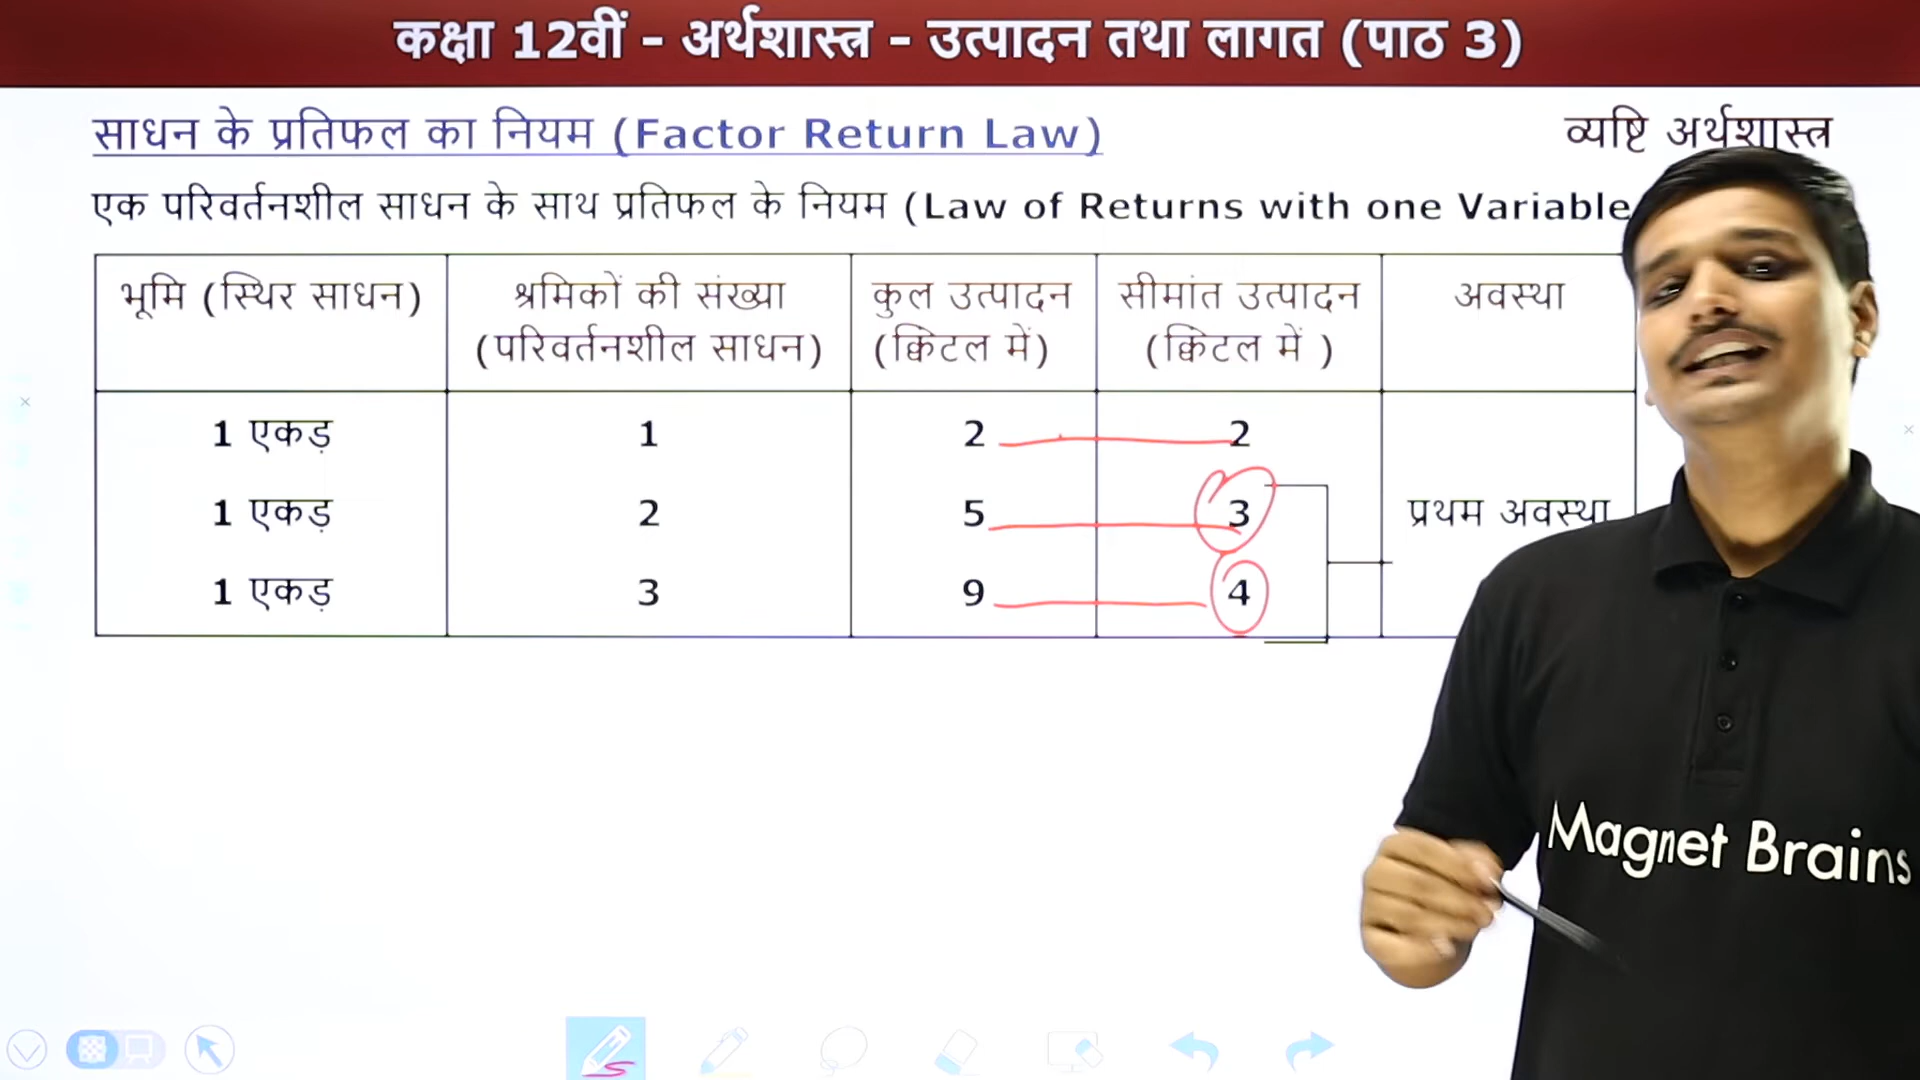 कक्षा 12वीं - अर्थशास्त्र - उत्पादन तथा लागत (पाठ 3)
साधन के प्रतिफल का नियम (Factor Return Law)
व्यष्टि अर्थशास्त्र
एक परिवर्तनशील साधन के साथ प्रतिफल के नियम (Law of Returns with one Variable
भूमि (स्थिर साधन) श्रमिकों की संख्या (परिवर्तनशील साधन) कुल उत्पादन (क्विंटल में) सीमांत उत्पादन (क्विंटल में ) अवस्था
1 एकड़ 1 2 2
1 एकड़ 2 5 3 प्रथम अवस्था
1 एकड़ 3 9 4
Magnet Brains